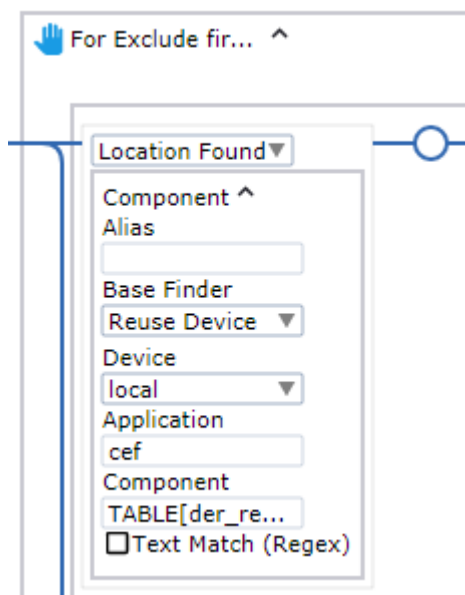 For Exclude fir...
Location Found
Component
Alias
Base Finder
Reuse Device
Device
local
Application
cef
Component
TABLE[der_re...
Text Match (Regex)